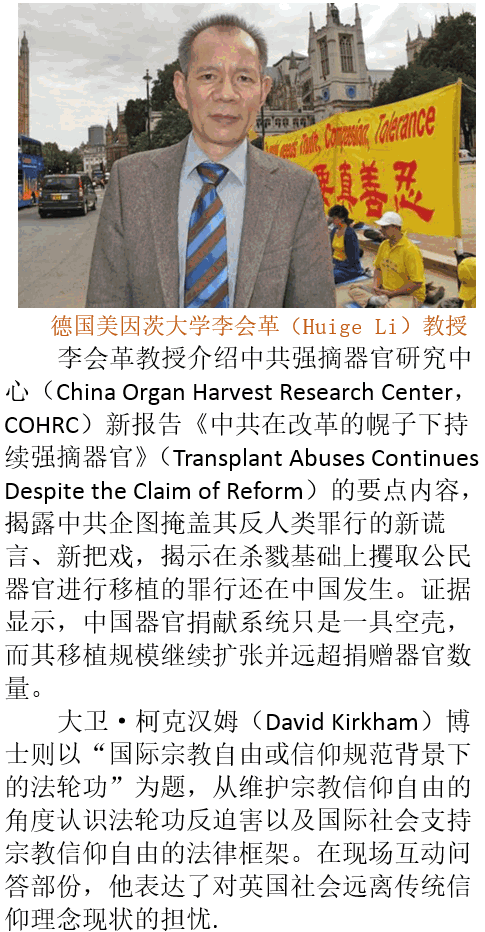 needs Truth, Compassion, Tolerance
要真善忍
德国美因茨大学李会革（Huige Li）教授
李会革教授介绍中共强摘器官研究中
心（China Organ Harvest Research Center，
COHRC）新报告《中共在改革的幌子下持
续强摘器官》（Transplant Abuses Continues
Despite the Claim of Reform）的要点内容，
揭露中共企图掩盖其反人类罪行的新谎
言、新把戏，揭示在杀戮基础上攫取公民
器官进行移植的罪行还在中国发生。证据
显示，中国器官捐献系统只是一具空壳，
而其移植规模继续扩张并远超捐赠器官数
量。
大卫·柯克汉姆（David Kirkham）博
士则以“国际宗教自由或信仰规范背景下
的法轮功”为题，从维护宗教信仰自由的
角度认识法轮功反迫害以及国际社会支持
宗教信仰自由的法律框架。在现场互动问
答部份，他表达了对英国社会远离传统信
仰理念现状的担忧.